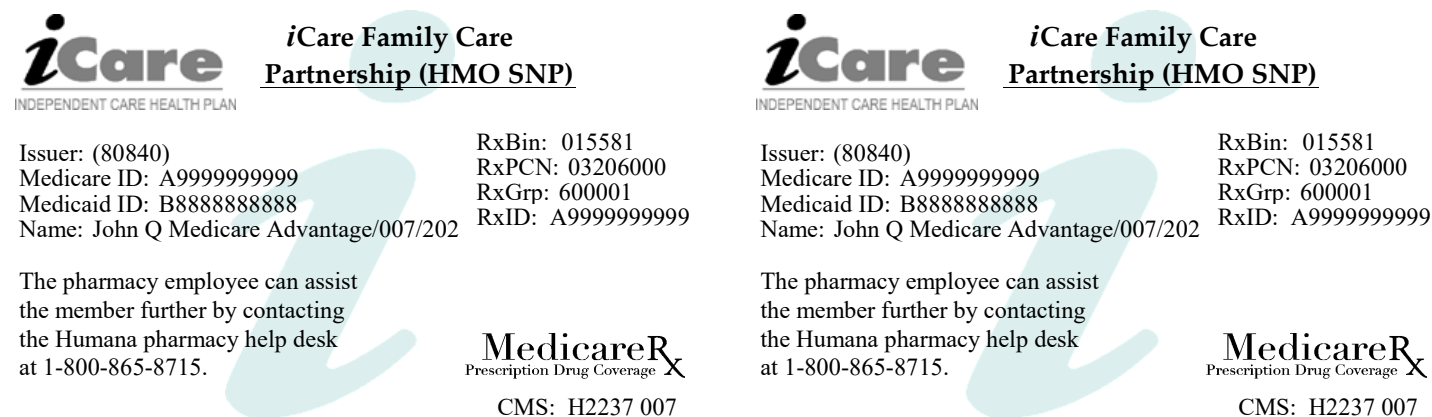 iCare
INDEPENDENT CARE HEALTH PLAN
iCare Family Care
Partnership (HMO SNP)
Issuer: (80840)
Medicare ID: A9999999999
Medicaid ID: B8888888888
Name: John Q Medicare Advantage/007/202
RxBin: 015581
RxPCN: 03206000
RxGrp: 600001
RxID: A9999999999
The pharmacy employee can assist
the member further by contacting
the Humana pharmacy help desk
at 1-800-865-8715.
MedicareRx
Prescription Drug Coverage
CMS: H2237 007
iCare
INDEPENDENT CARE HEALTH PLAN
iCare Family Care
Partnership (HMO SNP)
Issuer: (80840)
Medicare ID: A9999999999
Medicaid ID: B8888888888
Name: John Q Medicare Advantage/007/202
RxBin: 015581
RxPCN: 03206000
RxGrp: 600001
RxID: A9999999999
The pharmacy employee can assist
the member further by contacting
the Humana pharmacy help desk
at 1-800-865-8715.
MedicareRx
Prescription Drug Coverage
CMS: H2237 007